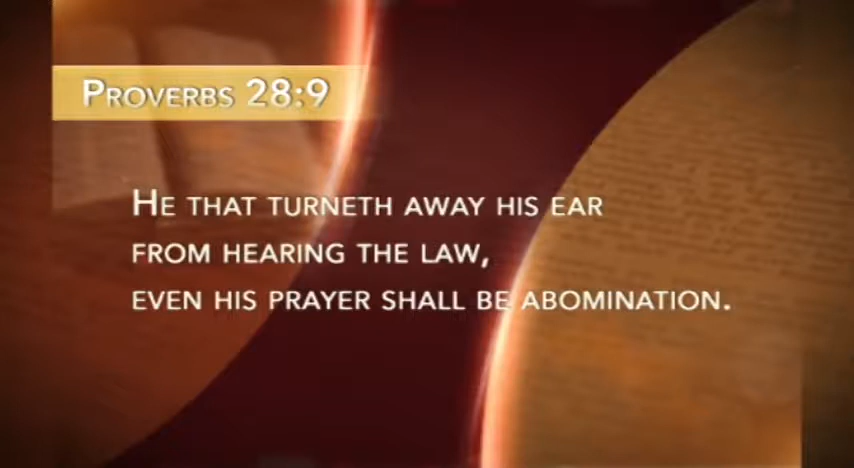 PROVERBS 28:9
HE THAT TURNETH AWAY HIS EAR
FROM HEARING THE LAW,
EVEN HIS PRAYER SHALL BE ABOMINATION.